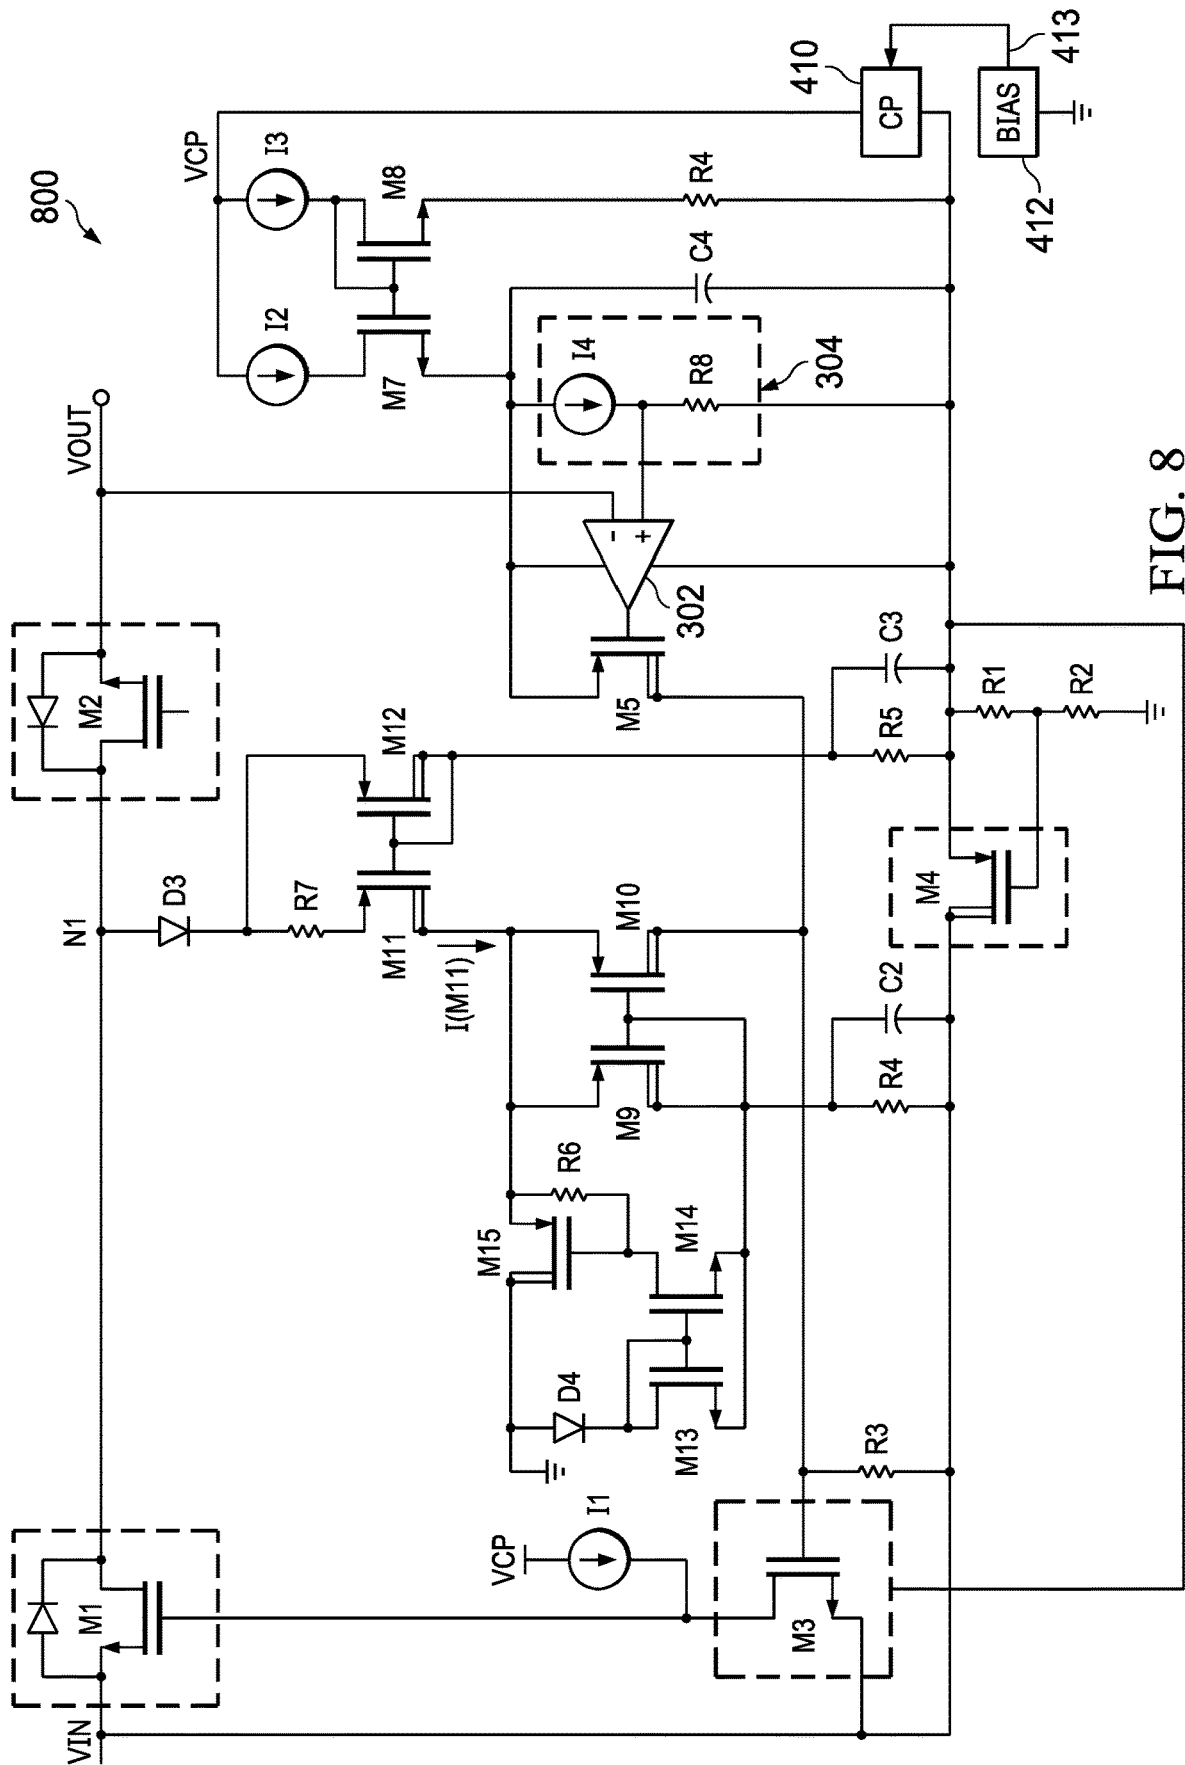 800
VIN
M1
N1
M2
VOUT
VCP
I2
I3
D3
R7
M11
M12
I(M11)
M7
M8
VCP
I1
D4
M15
R6
M13
M14
M9
M10
M5
302
-
+
I4
R8
304
C4
R4
M3
R3
R4
C2
M4
R5
C3
R1
R2
410
CP
413
BIAS
412
FIG. 8